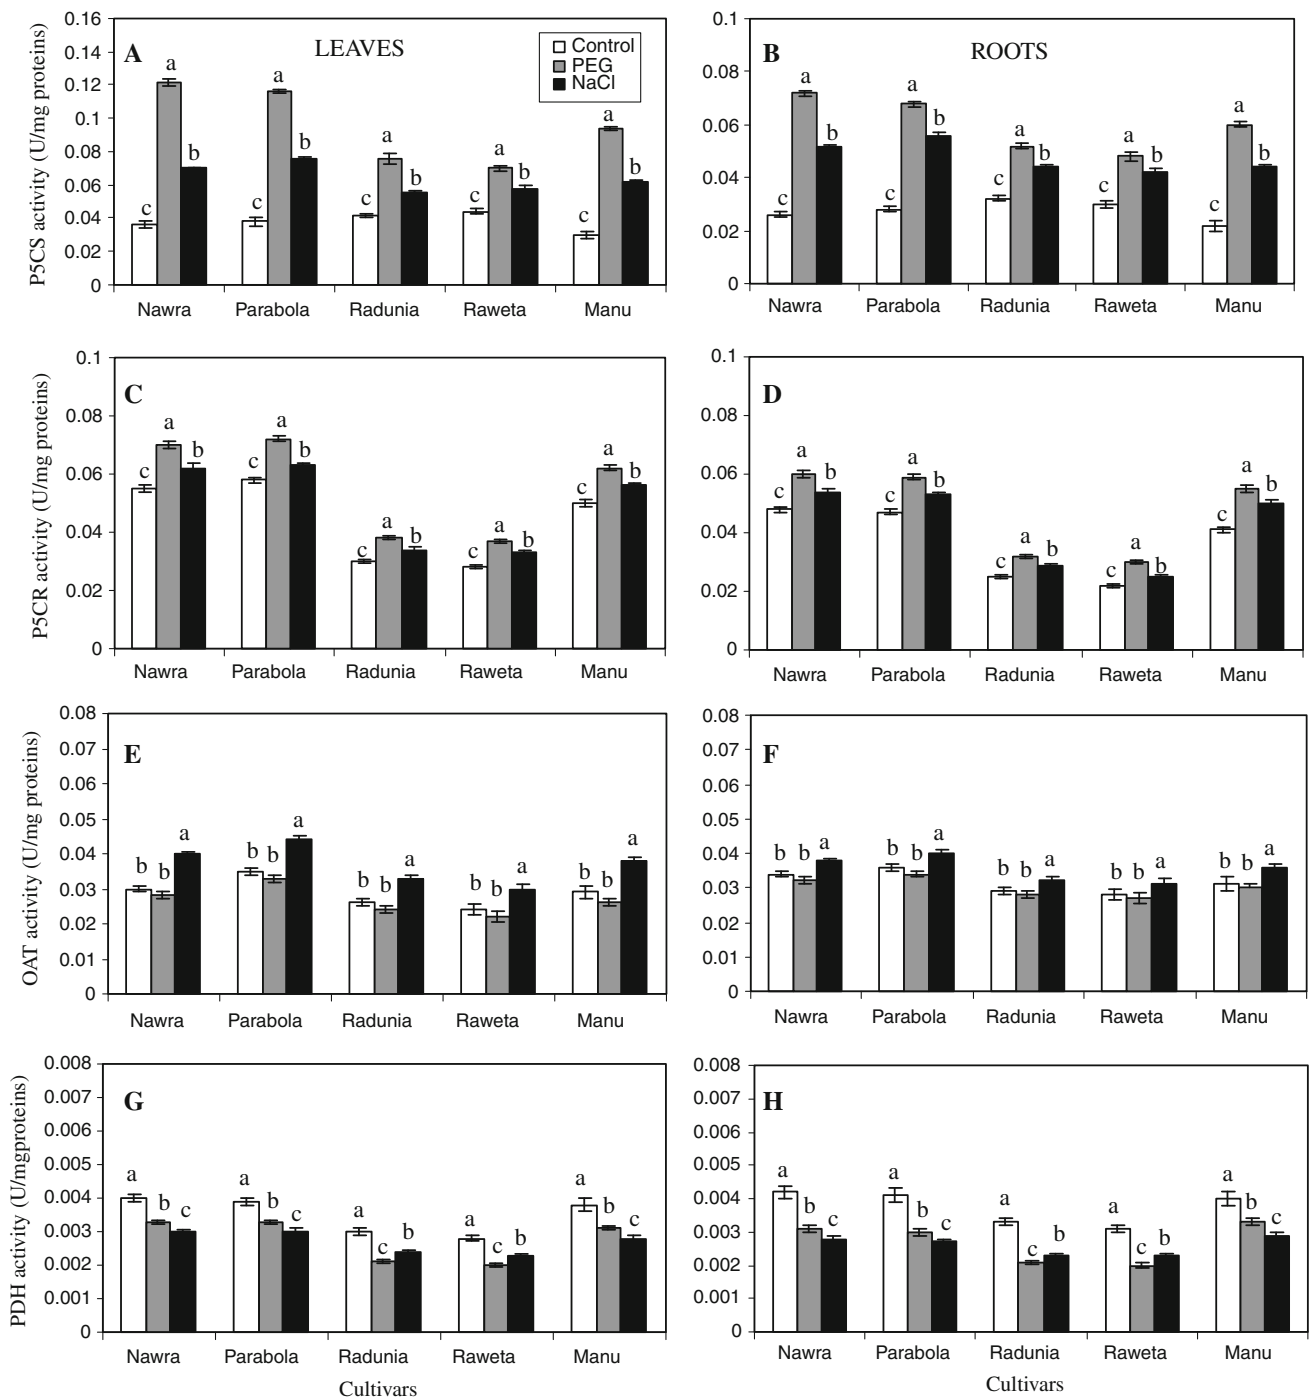 A
LEAVES
Control
PEG
NaCl
P5CS activity (U/mg proteins)
0.16
0.14
0.12
0.1
0.08
0.06
0.04
0.02
0
c a b c a b c a b c a b c a b
Nawra Parabola Radunia Raweta Manu
B
ROOTS
0.1
0.08
0.06
0.04
0.02
0
c a b c a b c a b c a b c a b
Nawra Parabola Radunia Raweta Manu
C
P5CR activity (U/mg proteins)
0.1
0.08
0.06
0.04
0.02
0
c a b c a b c a b c a b c a b
Nawra Parabola Radunia Raweta Manu
D
0.1
0.08
0.06
0.04
0.02
0
c a b c a b c a b c a b c a b
Nawra Parabola Radunia Raweta Manu
E
OAT activity (U/mg proteins)
0.08
0.07
0.06
0.05
0.04
0.03
0.02
0.01
0
b b a b b a b b a b b a b b a
Nawra Parabola Radunia Raweta Manu
F
0.08
0.07
0.06
0.05
0.04
0.03
0.02
0.01
0
b b a b b a b b a b b a b b a
Nawra Parabola Radunia Raweta Manu
G
PDH activity (U/mgproteins)
0.008
0.007
0.006
0.005
0.004
0.003
0.002
0.001
0
a b c a b c a c b a c b a b c
Nawra Parabola Radunia Raweta Manu
Cultivars
H
0.008
0.007
0.006
0.005
0.004
0.003
0.002
0.001
0
a b c a b c a c b a c b a b c
Nawra Parabola Radunia Raweta Manu
Cultivars